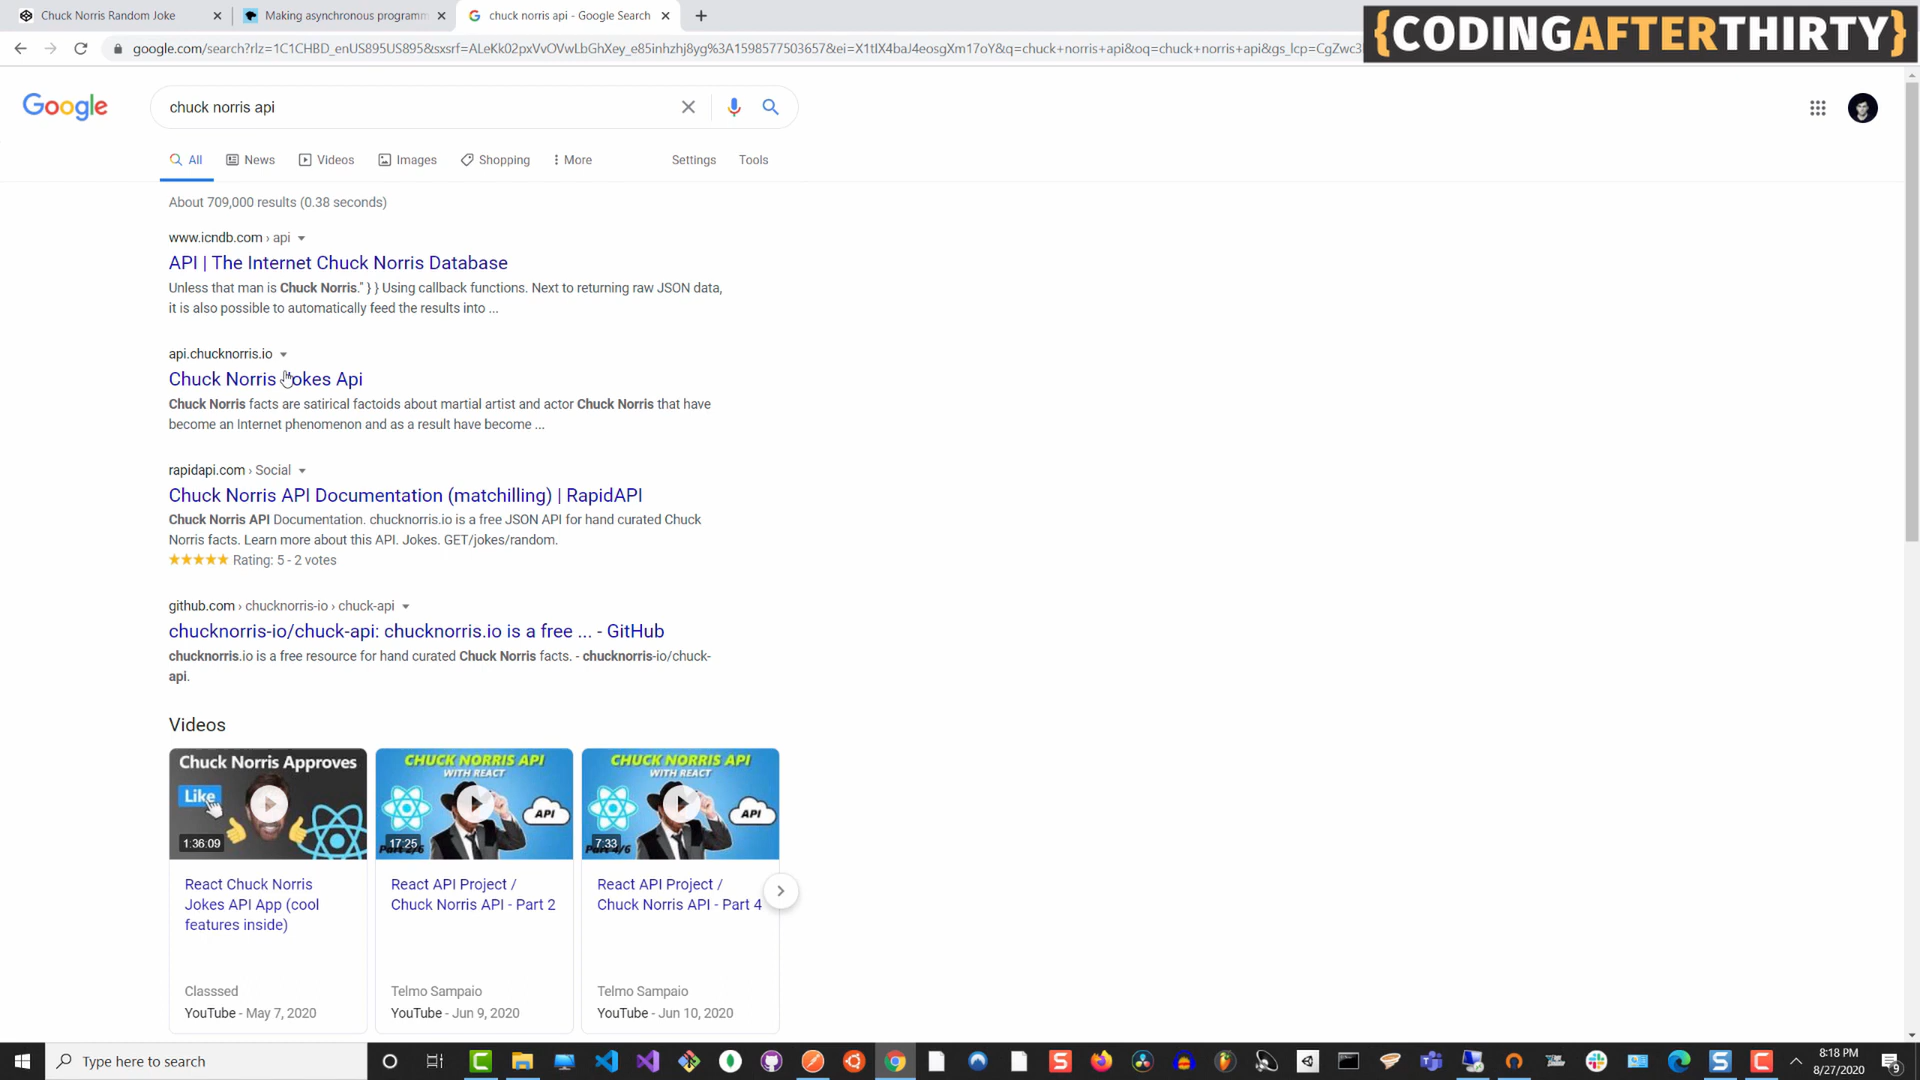 Chuck Norris Random Joke
Making asynchronous programm
chuck norris api - Google Search
{CODINGAFTERTHIRTY}
google.com/search?rlz=1C1CHBD_enUS895US895&sxsrf=ALeKk02pxVvOVwLbGhXey_e85inhzhj8yg%3A1598577503657&ei=X1tIX4baJ4eosgXm17oY&q=chuck+norris+api&oq=chuck+norris+api&gs_lcp=CgZwc3
Google
chuck norris api
All
News
Videos
Images
Shopping
More
Settings
Tools
About 709,000 results (0.38 seconds)
www.icndb.com › api
API | The Internet Chuck Norris Database
Unless that man is Chuck Norris." } } Using callback functions. Next to returning raw JSON data,
it is also possible to automatically feed the results into ...
api.chucknorris.io
Chuck Norris Jokes Api
Chuck Norris facts are satirical factoids about martial artist and actor Chuck Norris that have
become an Internet phenomenon and as a result have become ...
rapidapi.com › Social
Chuck Norris API Documentation (matchilling) | RapidAPI
Chuck Norris API Documentation. chucknorris.io is a free JSON API for hand curated Chuck
Norris facts. Learn more about this API. Jokes. GET/jokes/random.
Rating: 5 - 2 votes
github.com › chucknorris-io › chuck-api
chucknorris-io/chuck-api: chucknorris.io is a free ... - GitHub
chucknorris.io is a free resource for hand curated Chuck Norris facts. - chucknorris-io/chuck-
api.
Videos
Chuck Norris Approves
Like
1:36:09
CHUCK NORRIS API
WITH REACT
API
17:25
CHUCK NORRIS API
WITH REACT
API
7:33
Part 4/6
React Chuck Norris
Jokes API App (cool
features inside)
Classsed
YouTube - May 7, 2020
React API Project /
Chuck Norris API - Part 2
Telmo Sampaio
YouTube - Jun 9, 2020
React API Project /
Chuck Norris API - Part 4
Telmo Sampaio
YouTube - Jun 10, 2020
Type here to search
8:18 PM
8/27/2020
9